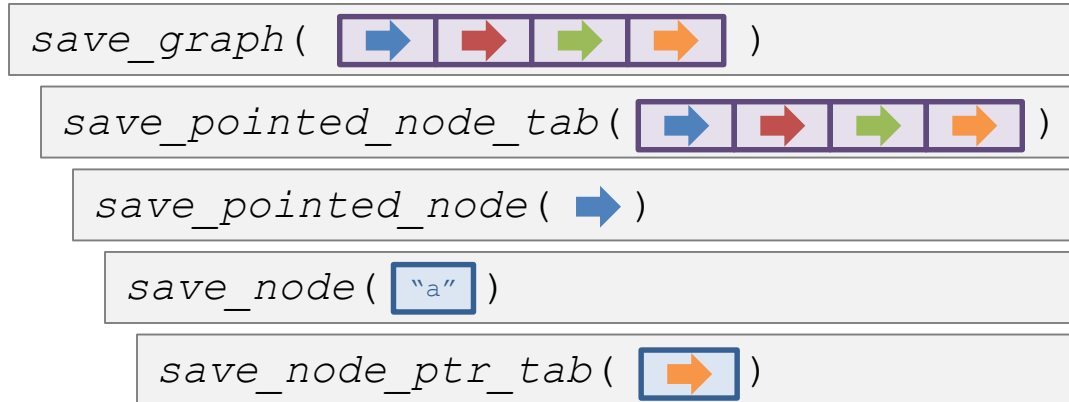 save_graph( )
save_pointed_node_tab( )
save_pointed_node( )
save_node( “a” )
save_node_ptr_tab( )